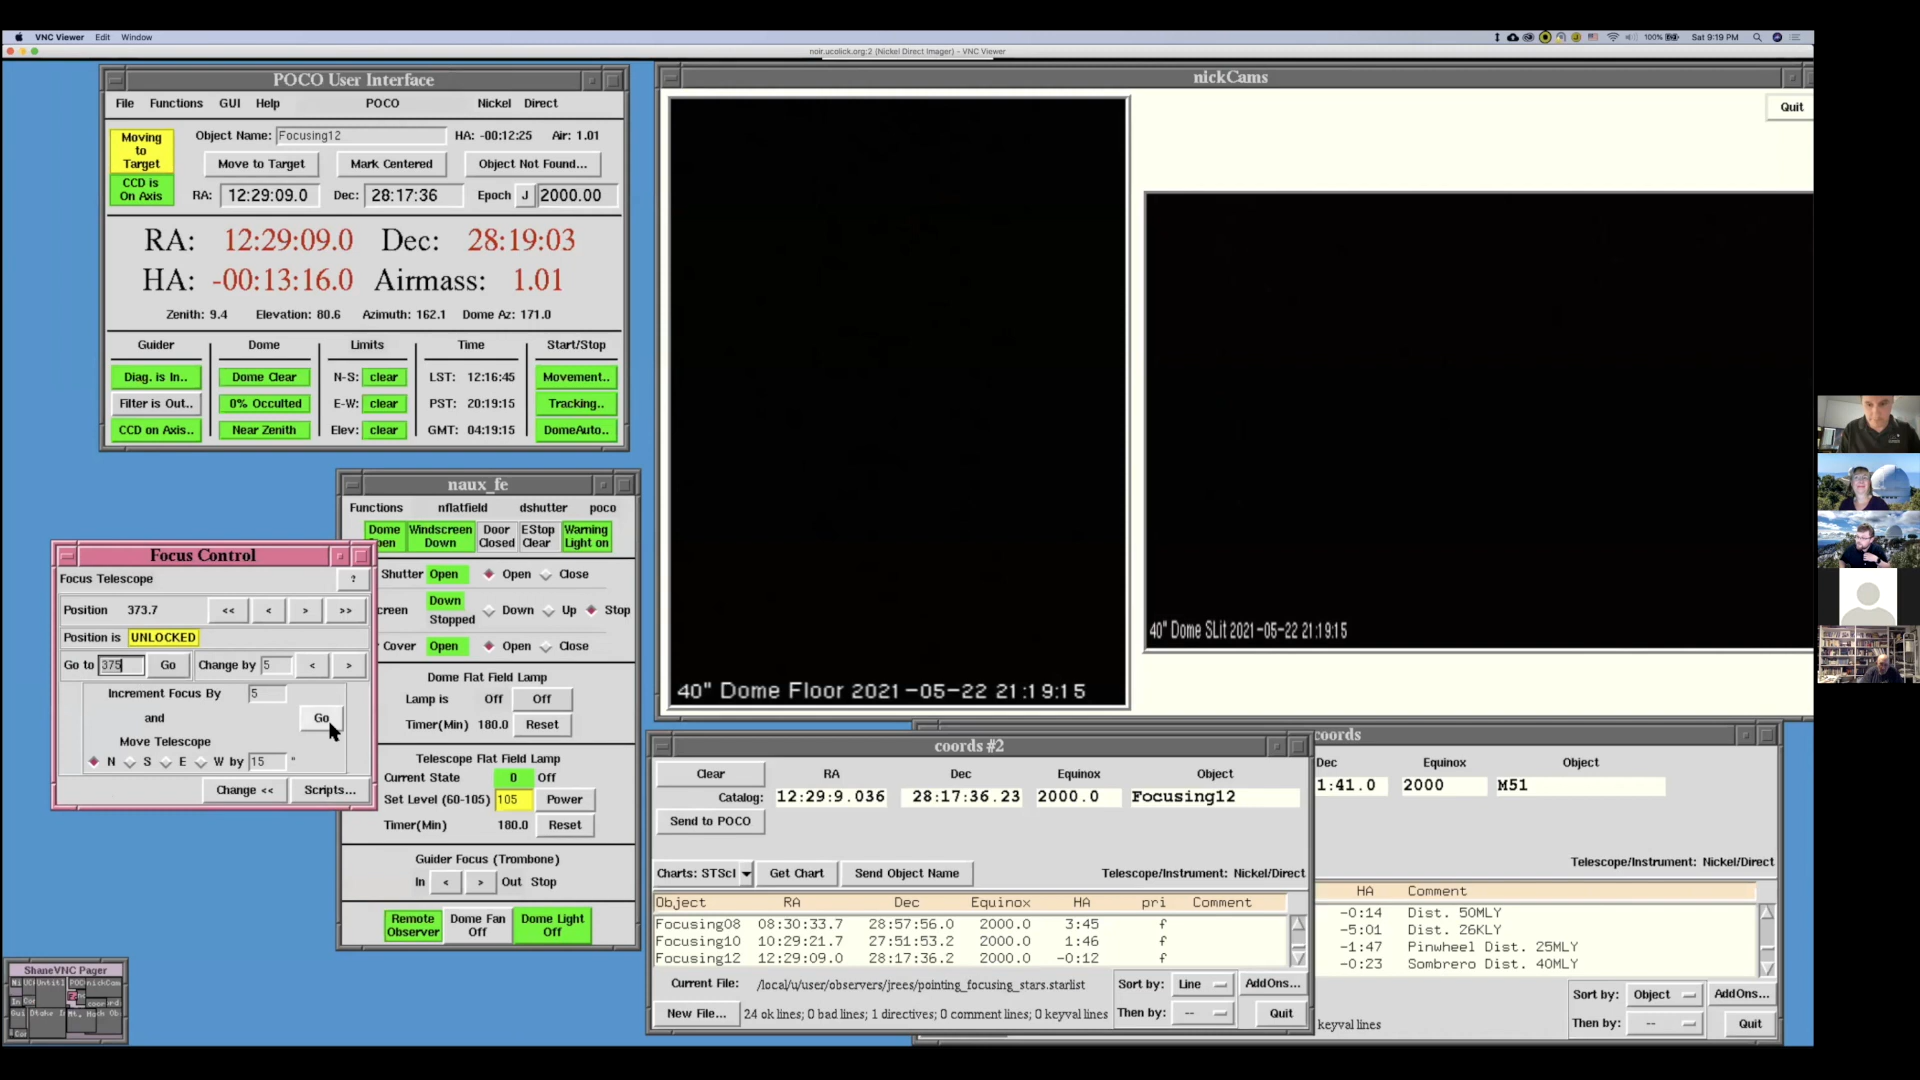 VNC Viewer Edit Window
100% Sat 9:19 PM
noir.ucolick.org:2 (Nickel Direct Imager) - VNC Viewer
POCO User Interface
File Functions GUI Help POCO Nickel Direct
Moving to Target
Object Name: Focusing12 HA: -00:12:25 Air: 1.01
Move to Target Mark Centered Object Not Found...
CCD is On Axis
RA: 12:29:09.0 Dec: 28:17:36 Epoch J 2000.00
RA: 12:29:09.0 Dec: 28:19:03
HA: -00:13:16.0 Airmass: 1.01
Zenith: 9.4 Elevation: 80.6 Azimuth: 162.1 Dome Az: 171.0
Guider Dome Limits Time Start/Stop
Diag. is In.. Dome Clear N-S: clear LST: 12:16:45 Movement..
Filter is Out.. 0% Occulted E-W: clear PST: 20:19:15 Tracking..
CCD on Axis.. Near Zenith Elev: clear GMT: 04:19:15 DomeAuto..
nickCams
Quit
40" Dome Floor 2021-05-22 21:19:15
40" Dome SLit 2021-05-22 21:19:15
naux_fe
Functions nflatfield dshutter poco
Dome pen Windscreen Down Door Closed EStop Clear Warning Light on
Shutter Open Open Close
creen Down Stopped Down Up Stop
Cover Open Open Close
Dome Flat Field Lamp
Lamp is Off Off
Timer(Min) 180.0 Reset
Telescope Flat Field Lamp
Current State 0 Off
Set Level (60-105) 105 Power
Timer(Min) 180.0 Reset
Guider Focus (Trombone)
In < > Out Stop
Remote Observer Dome Fan Off Dome Light Off
Focus Control
Focus Telescope ?
Position 373.7 << < > >>
Position is UNLOCKED
Go to 375 Go Change by 5 < >
Increment Focus By 5
and Go
Move Telescope
N S E W by 15 "
Change << Scripts...
coords #2
Clear RA Dec Equinox Object
Catalog: 12:29:9.036 28:17:36.23 2000.0 Focusing12
Send to POCO
Charts: STScI Get Chart Send Object Name Telescope/Instrument: Nickel/Direct
Object RA Dec Equinox HA pri Comment
Focusing08 08:30:33.7 28:57:56.0 2000.0 3:45 f
Focusing10 10:29:21.7 27:51:53.2 2000.0 1:46 f
Focusing12 12:29:09.0 28:17:36.2 2000.0 -0:12 f
Current File: /local/u/user/observers/jrees/pointing_focusing_stars.starlist Sort by: Line AddOns...
New File... 24 ok lines; 0 bad lines; 1 directives; 0 comment lines; 0 keyval lines Then by: -- Quit
coords
Dec Equinox Object
1:41.0 2000 M51
Telescope/Instrument: Nickel/Direct
HA Comment
-0:14 Dist. 50MLY
-5:01 Dist. 26KLY
-1:47 Pinwheel Dist. 25MLY
-0:23 Sombrero Dist. 40MLY
Sort by: Object AddOns...
keyval lines Then by: -- Quit
ShaneVNC Pager